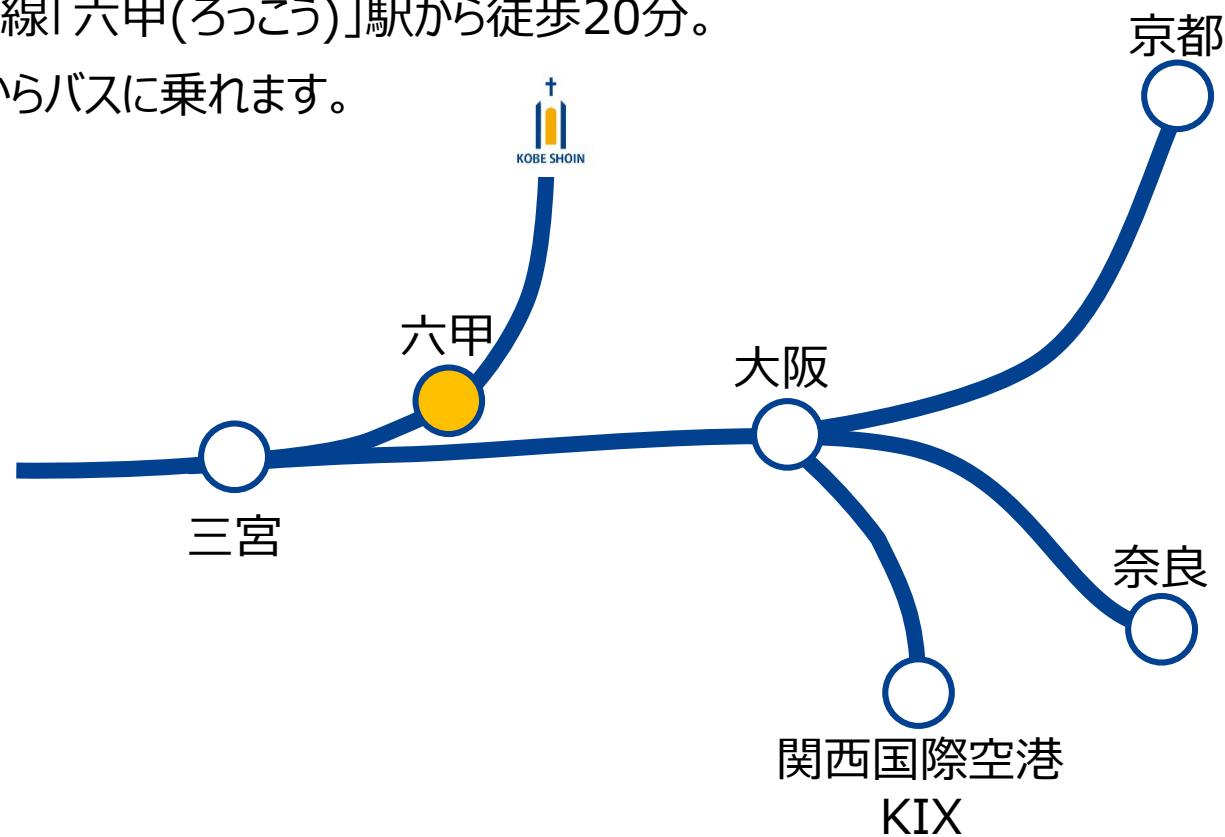 線「六甲(ろっこう)」駅から徒歩20分。
からバスに乗れます。
京都
KOBE SHOIN
六甲
大阪
三宮
奈良
関西国際空港
KIX